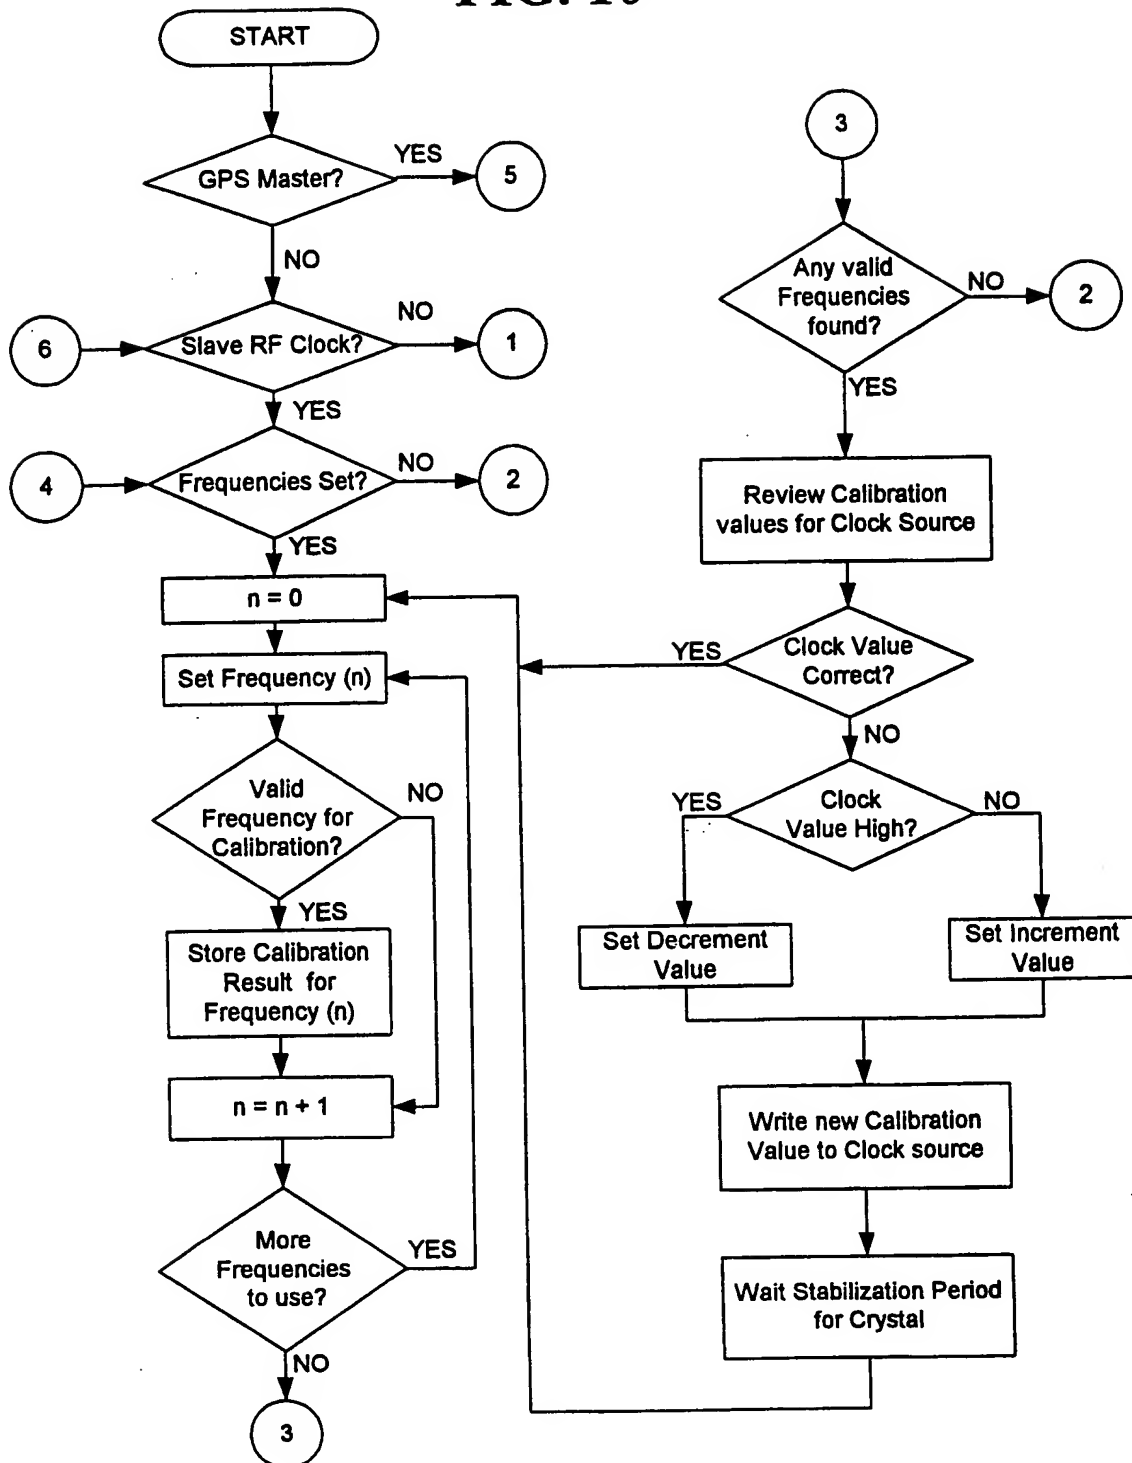 START
GPS Master?
YES
5
NO
6
Slave RF Clock?
NO
1
YES
4
Frequencies Set?
NO
2
YES
n = 0
Set Frequency (n)
Valid
Frequency for
Calibration?
NO
YES
Store Calibration
Result for
Frequency (n)
n = n + 1
More
Frequencies
to use?
YES
NO
3
3
Any valid
Frequencies
found?
NO
2
YES
Review Calibration
values for Clock Source
Clock Value
Correct?
YES
NO
Clock
Value High?
YES
NO
Set Decrement
Value
Set Increment
Value
Write new Calibration
Value to Clock source
Wait Stabilization Period
for Crystal